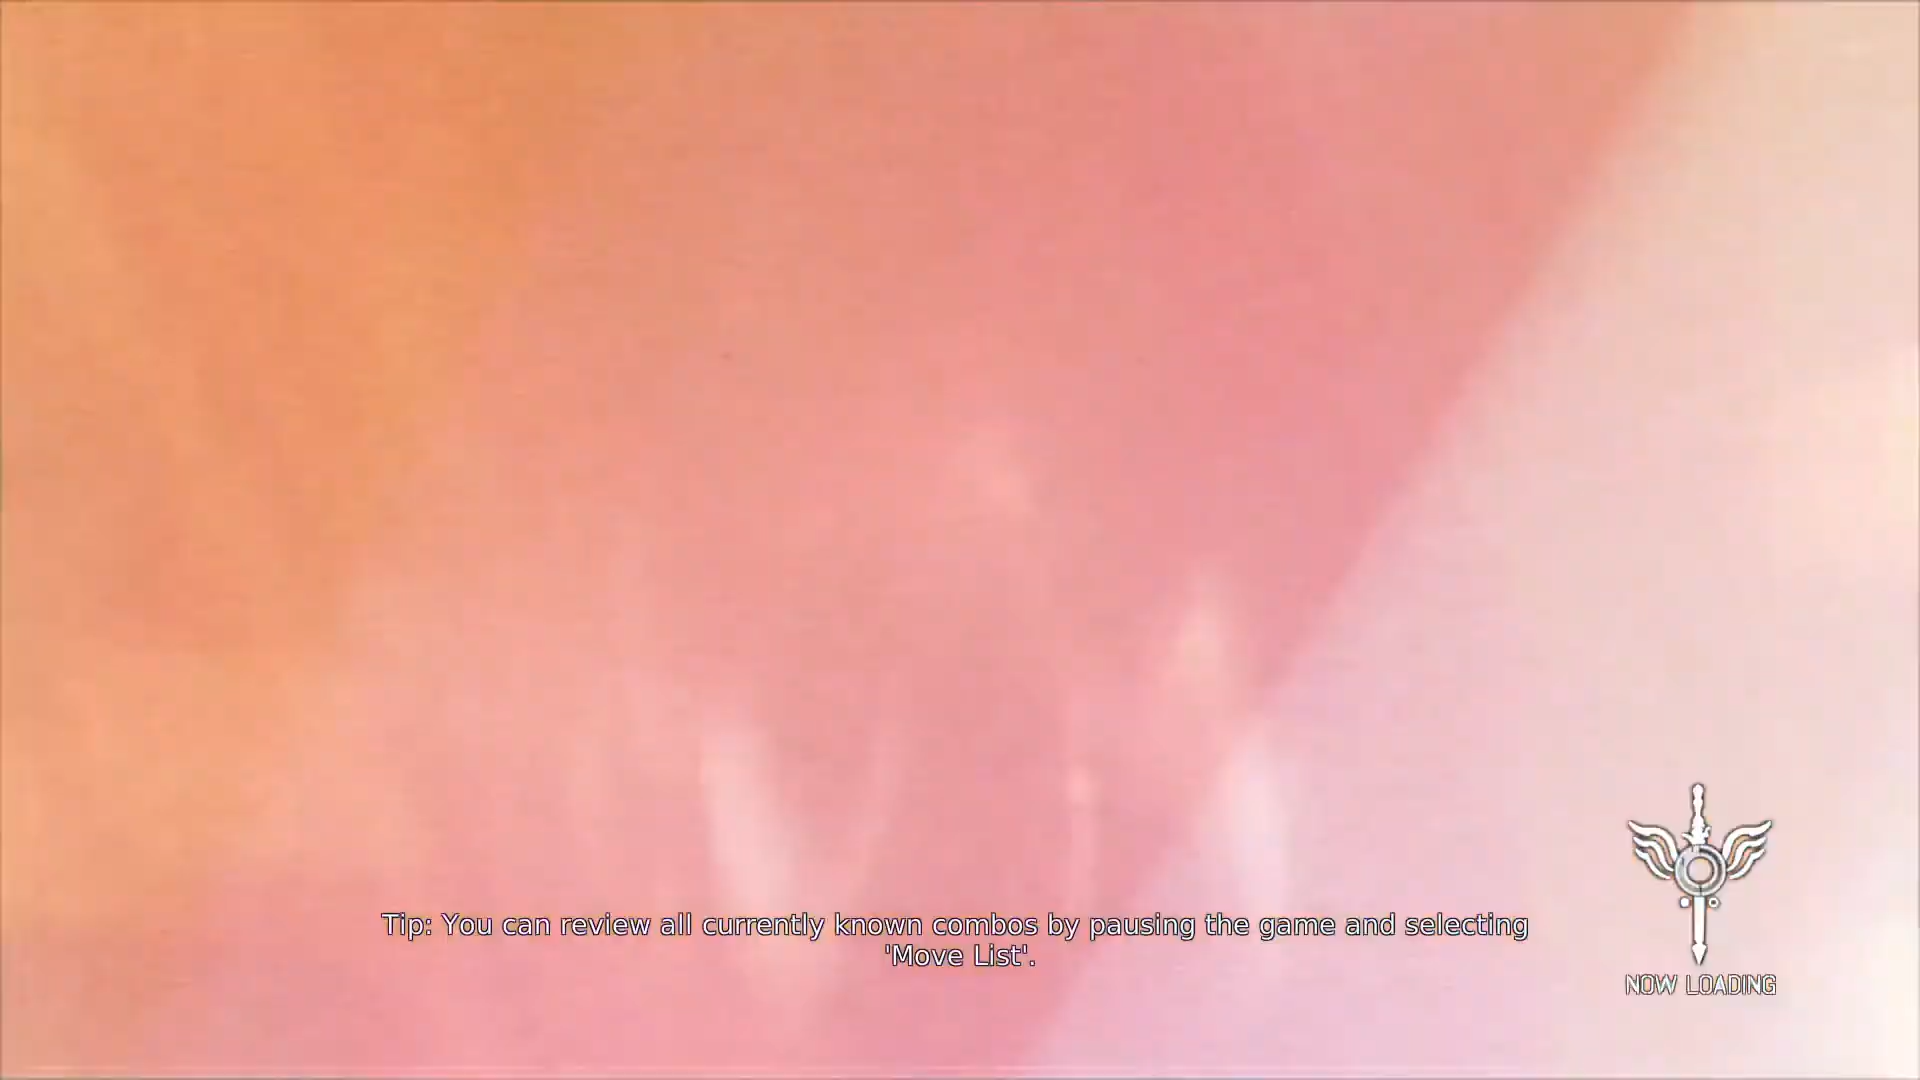 Tip: You can review all currently known combos by pausing the game and selecting
'Move List'.
NOW LOADING